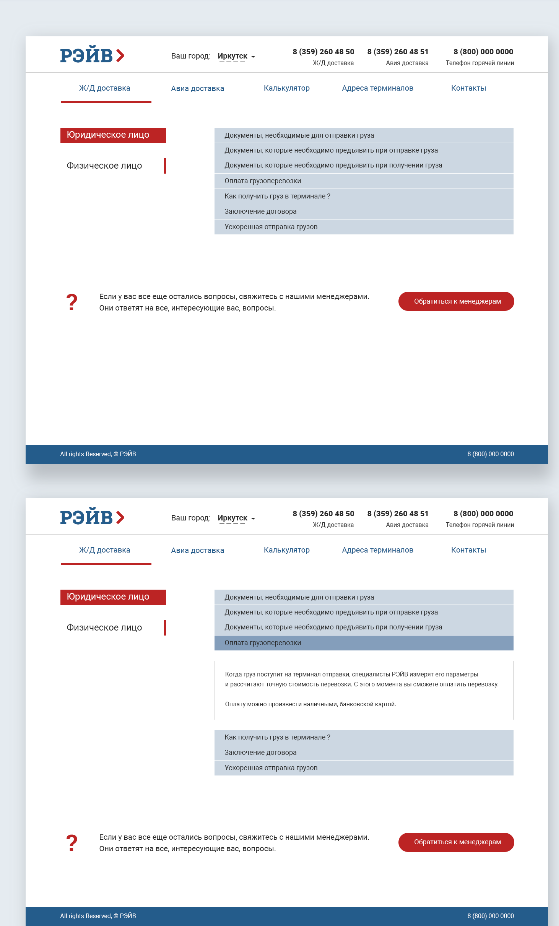 РЭЙВ
Ваш город: Иркутск
8 (359) 260 48 50
Ж/Д доставка
8 (359) 260 48 51
Авиа доставка
8 (800) 000 0000
Телефон горячей линии
Ж/Д доставка Авиа доставка Калькулятор Адреса терминалов Контакты
Юридическое лицо
Физическое лицо
Документы, необходимые для отправки груза
Документы, которые необходимо предъявить при отправке груза
Документы, которые необходимо предъявить при получении груза
Оплата грузоперевозки
Как получить груз в терминале ?
Заключение договора
Ускоренная отправка грузов
?
Если у вас все еще остались вопросы, свяжитесь с нашими менеджерами.
Они ответят на все, интересующие вас, вопросы.
Обратиться к менеджерам
All rights Reserved, © РЭЙВ
8 (800) 000 0000
РЭЙВ
Ваш город: Иркутск
8 (359) 260 48 50
Ж/Д доставка
8 (359) 260 48 51
Авиа доставка
8 (800) 000 0000
Телефон горячей линии
Ж/Д доставка Авиа доставка Калькулятор Адреса терминалов Контакты
Юридическое лицо
Физическое лицо
Документы, необходимые для отправки груза
Документы, которые необходимо предъявить при отправке груза
Документы, которые необходимо предъявить при получении груза
Оплата грузоперевозки
Когда груз поступит на терминал отправки, специалисты РЭЙВ измерят его параметры
и рассчитают точную стоимость перевозки. С этого момента вы сможете оплатить перевозку.
Оплату можно произвести наличными, банковской картой.
Как получить груз в терминале ?
Заключение договора
Ускоренная отправка грузов
?
Если у вас все еще остались вопросы, свяжитесь с нашими менеджерами.
Они ответят на все, интересующие вас, вопросы.
Обратиться к менеджерам
All rights Reserved, © РЭЙВ
8 (800) 000 0000